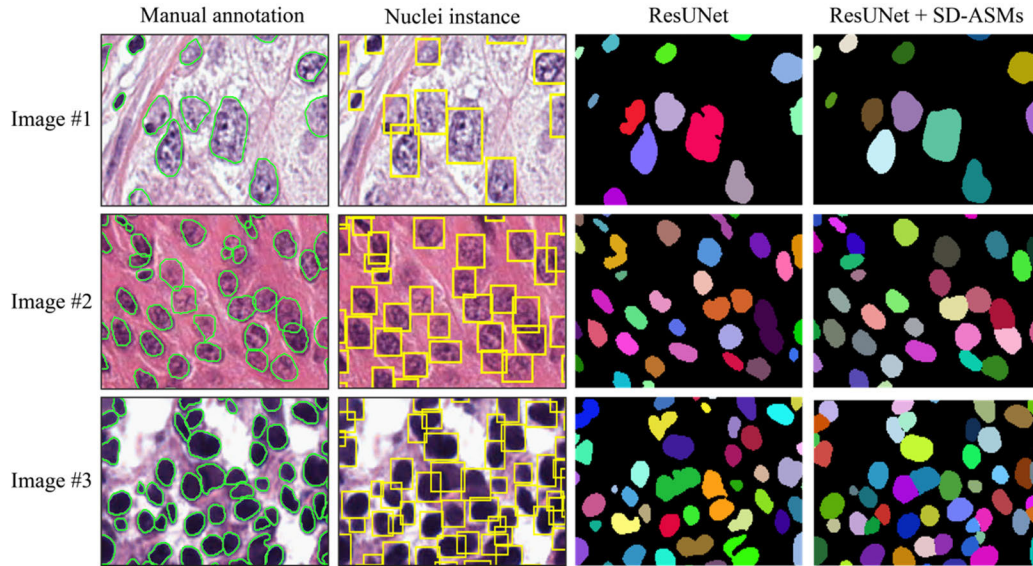 Manual annotation
Nuclei instance
ResUNet
ResUNet + SD-ASMs
Image #1
Image #2
Image #3